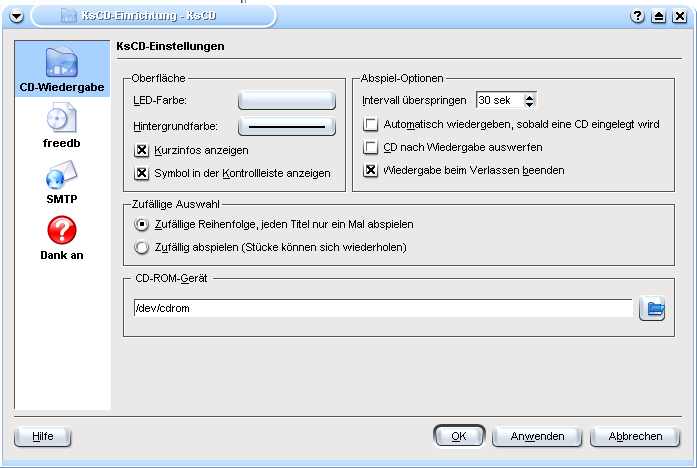 KsCD-Einrichtung - KsCD
CD-Wiedergabe
freedb
SMTP
Dank an
KsCD-Einstellungen
Oberfläche
LED-Farbe:
Hintergrundfarbe:
Kurzinfos anzeigen
Symbol in der Kontrollleiste anzeigen
Abspiel-Optionen
Intervall überspringen 30 sek
Automatisch wiedergeben, sobald eine CD eingelegt wird
CD nach Wiedergabe auswerfen
Wiedergabe beim Verlassen beenden
Zufällige Auswahl
Zufällige Reihenfolge, jeden Titel nur ein Mal abspielen
Zufällig abspielen (Stücke können sich wiederholen)
CD-ROM-Gerät
/dev/cdrom
Hilfe OK Anwenden Abbrechen